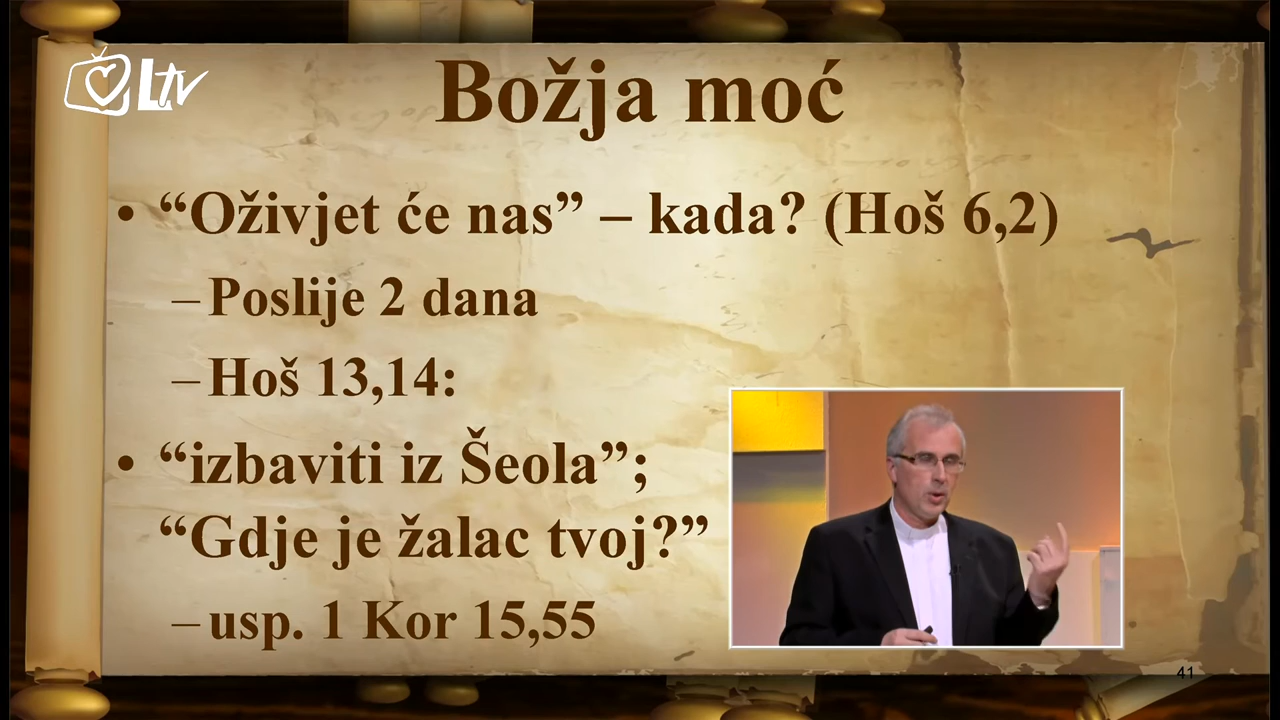 Ltv
Božja moć
• “Oživjet će nas” – kada? (Hoš 6,2)
– Poslije 2 dana
– Hoš 13,14:
• “izbaviti iz Šeola”;
“Gdje je žalac tvoj?”
– usp. 1 Kor 15,55
41